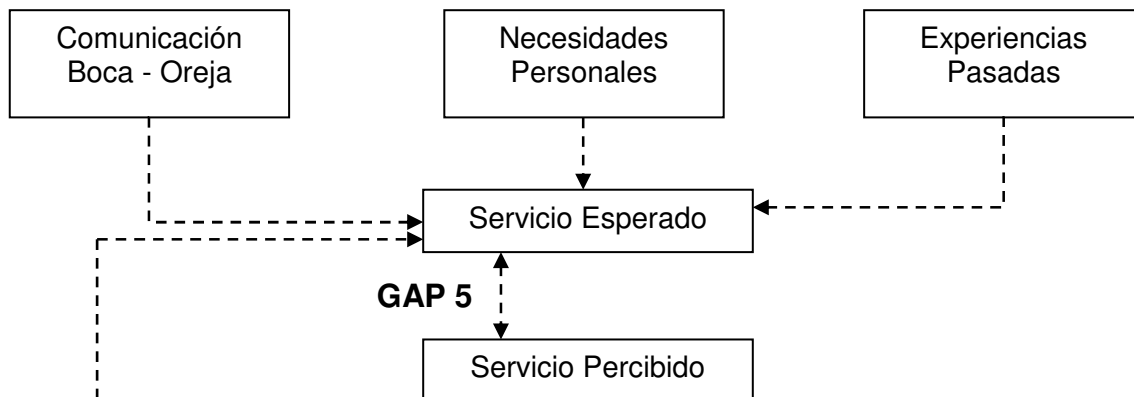 Comunicación
Boca - Oreja
Necesidades
Personales
Experiencias
Pasadas
Servicio Esperado
GAP 5
Servicio Percibido